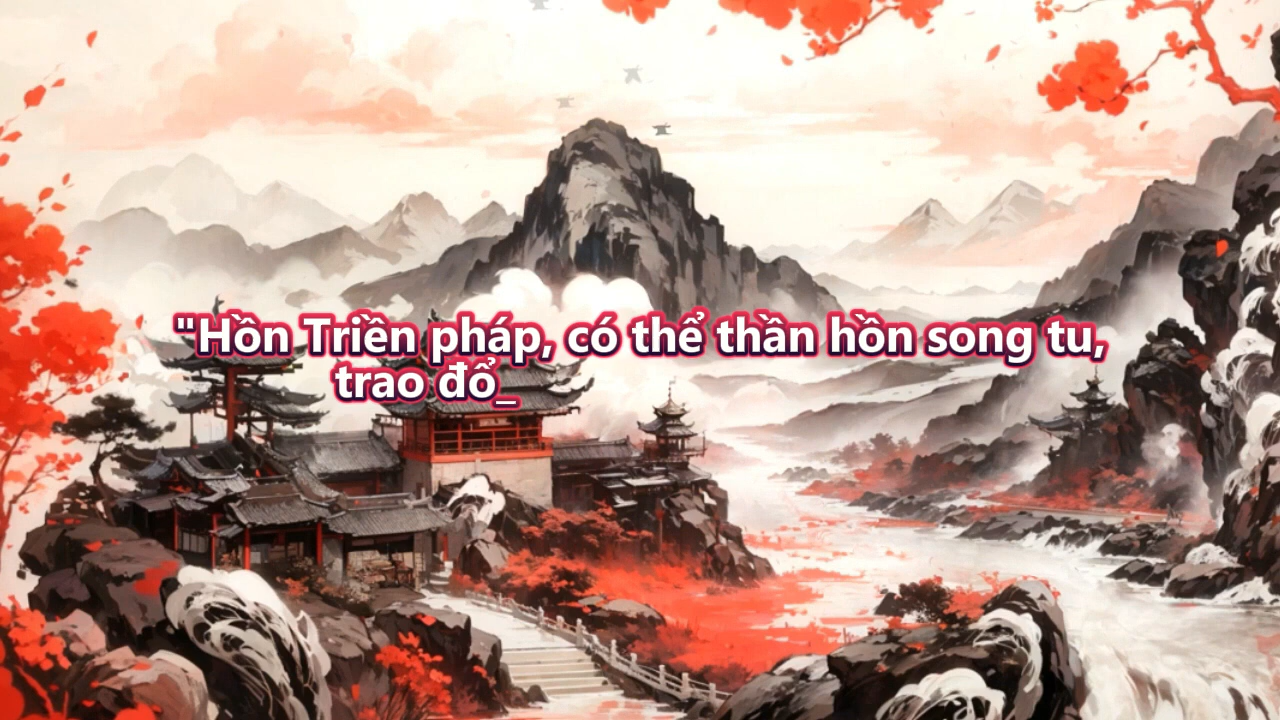 "Hồn Triền pháp, có thể thần hồn song tu,
trao đổ_